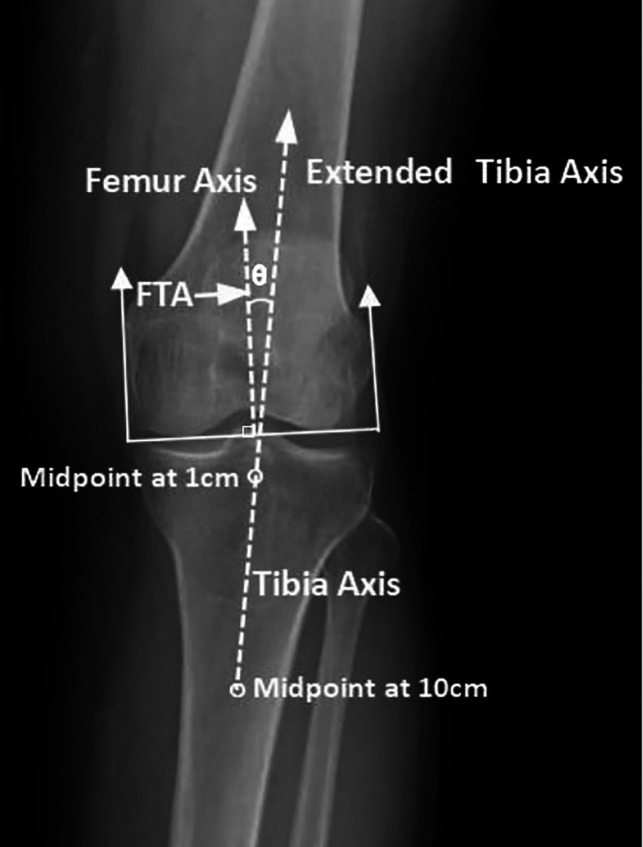 Femur Axis
Extended Tibia Axis
θ
FTA
Midpoint at 1cm
Tibia Axis
Midpoint at 10cm